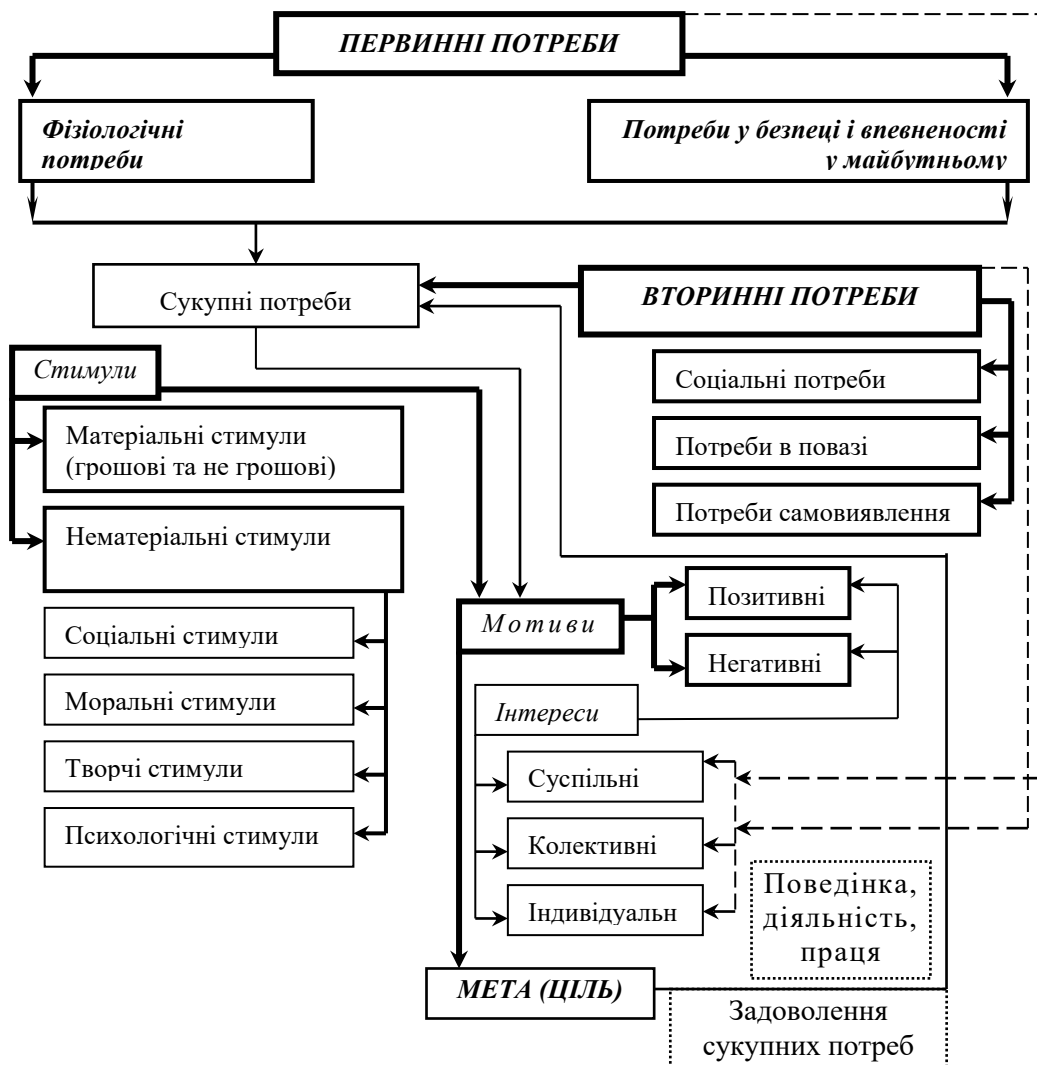 ПЕРВИННІ ПОТРЕБИ
Фізіологічні
потреби
Потреби у безпеці і впевненості
у майбутньому
Сукупні потреби
ВТОРИННІ ПОТРЕБИ
Стимули
Соціальні потреби
Матеріальні стимули
(грошові та не грошові)
Потреби в повазі
Потреби самовиявлення
Нематеріальні стимули
Позитивні
Мотиви
Негативні
Соціальні стимули
Моральні стимули
Інтереси
Творчі стимули
Суспільні
Психологічні стимули
Колективні
Індивідуальн
Поведінка,
діяльність,
праця
МЕТА (ЦІЛЬ)
Задоволення
сукупних потреб